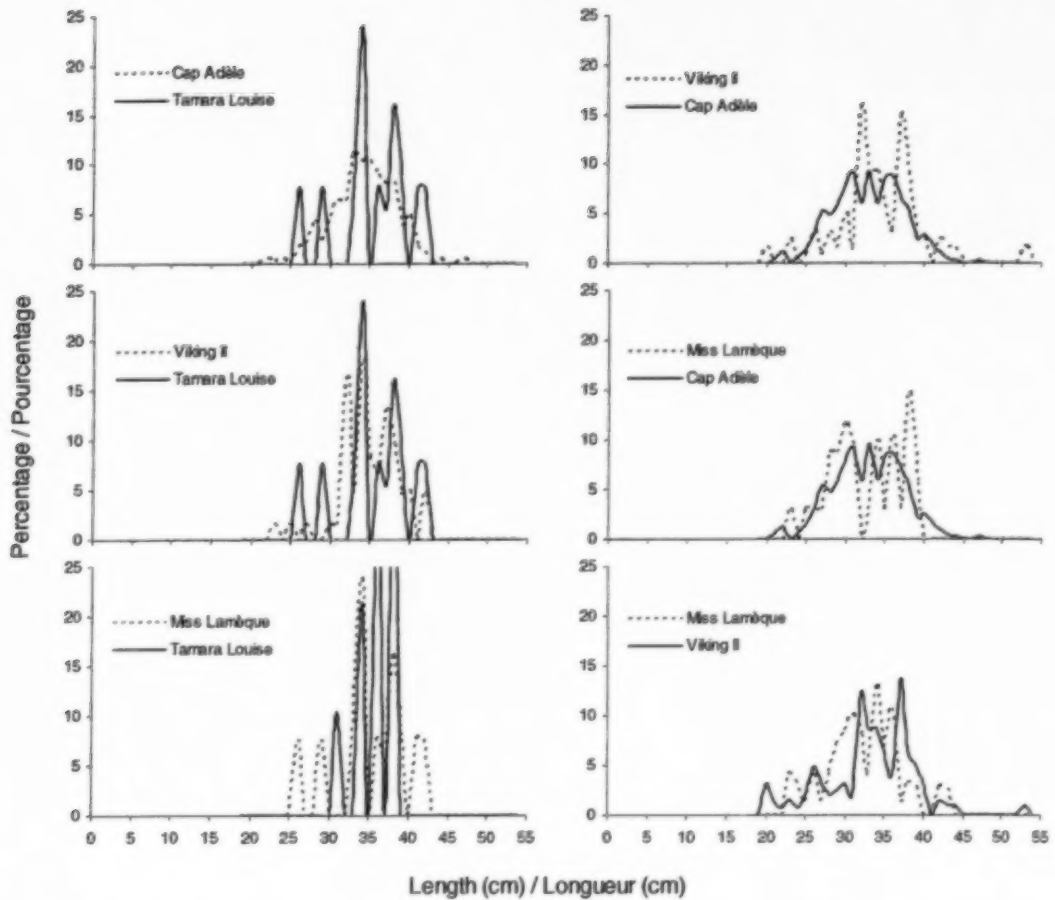 Percentage / Pourcentage
25
20
15
10
5
0
Cap Adèle
Tamara Louise
25
20
15
10
5
0
Viking II
Cap Adèle
25
20
15
10
5
0
Viking II
Tamara Louise
25
20
15
10
5
0
Miss Lamèque
Cap Adèle
25
20
15
10
5
0
Miss Lamèque
Tamara Louise
0 5 10 15 20 25 30 35 40 45 50 55
25
20
15
10
5
0
Miss Lamèque
Viking II
0 5 10 15 20 25 30 35 40 45 50 55
Length (cm) / Longueur (cm)